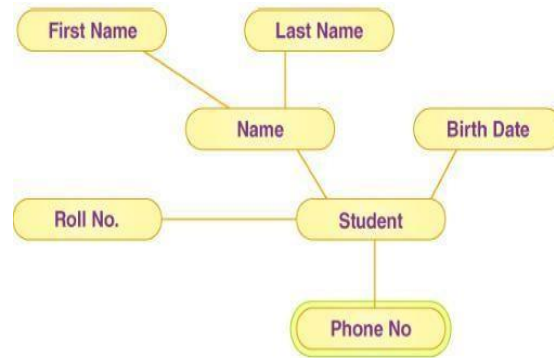 First Name
Last Name
Name
Birth Date
Roll No.
Student
Phone No